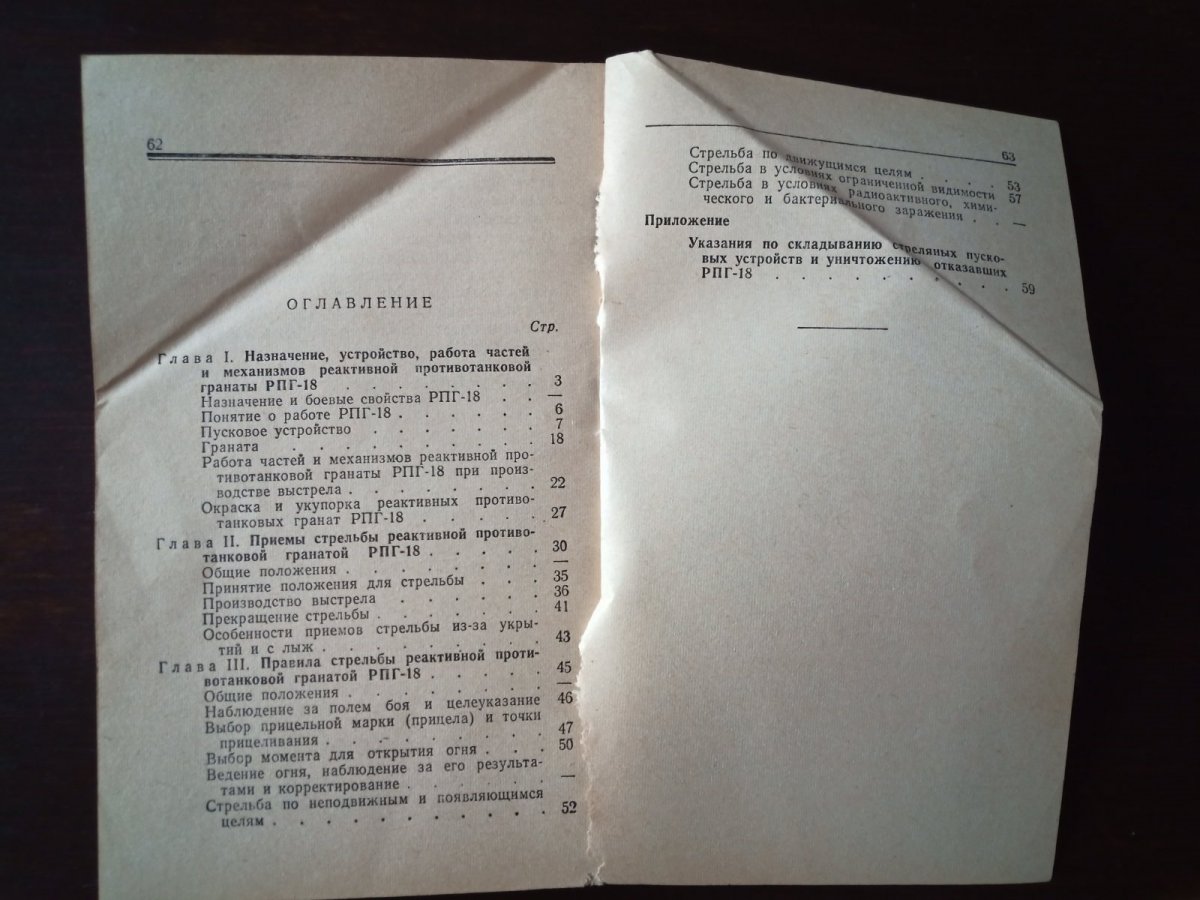 62
ОГЛАВЛЕНИЕ
Стр.
Глава I. Назначение, устройство, работа частей
и механизмов реактивной противотанковой
гранаты РПГ-18 . . . . . . . . 3
Назначение и боевые свойства РПГ-18 . . —
Понятие о работе РПГ-18 . . . . . . 6
Пусковое устройство . . . . . . . 7
Граната . . . . . . . . . . 18
Работа частей и механизмов реактивной про-
тивотанковой гранаты РПГ-18 при произ-
водстве выстрела . . . . . . . . 22
Окраска и укупорка реактивных противо-
танковых гранат РПГ-18 . . . . . 27
Глава II. Приемы стрельбы реактивной противо-
танковой гранатой РПГ-18 . . . . . 30
Общие положения . . . . . . . . —
Принятие положения для стрельбы . . . 35
Производство выстрела . . . . . . 36
Прекращение стрельбы . . . . . . . 41
Особенности приемов стрельбы из-за укры-
тий и с лыж . . . . . . . . . 43
Глава III. Правила стрельбы реактивной проти-
вотанковой гранатой РПГ-18 . . . . . 45
Общие положения . . . . . . . . —
Наблюдение за полем боя и целеуказание 46
Выбор прицельной марки (прицела) и точки
прицеливания . . . . . . . . . 47
Выбор момента для открытия огня . . . 50
Ведение огня, наблюдение за его результа-
тами и корректирование . . . . . . —
Стрельба по неподвижным и появляющимся
целям . . . . . . . . . . . 52
63
Стрельба по движущимся целям . . . . 53
Стрельба в условиях ограниченной видимости 57
Стрельба в условиях радиоактивного, хими-
ческого и бактериального заражения . . —
Приложение
Указания по складыванию стреляных пуско-
вых устройств и уничтожению отказавших
РПГ-18 . . . . . . . . . . 59